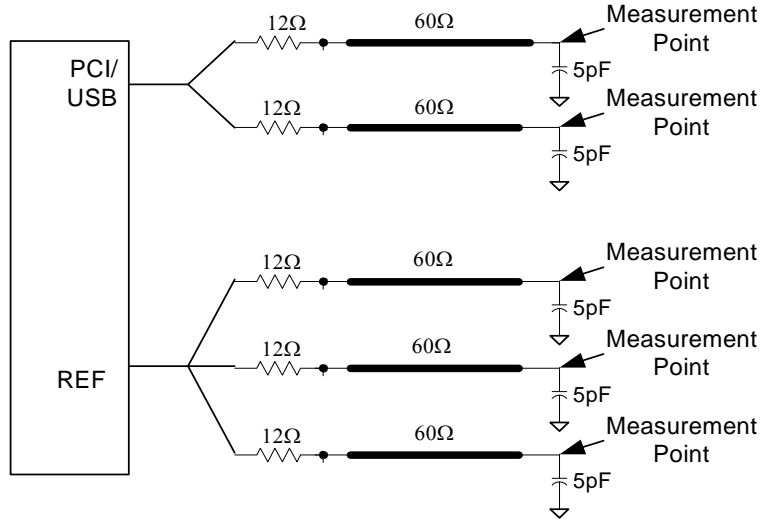 12Ω
60Ω
Measurement
Point
5pF
PCI/
USB
12Ω
60Ω
Measurement
Point
5pF
12Ω
60Ω
Measurement
Point
5pF
REF
12Ω
60Ω
Measurement
Point
5pF
12Ω
60Ω
Measurement
Point
5pF